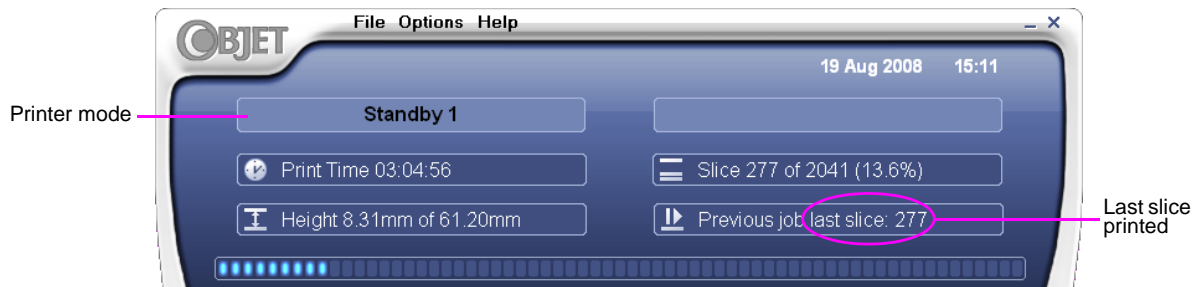 OBJET
File Options Help
19 Aug 2008 15:11
Printer mode
Standby 1
Print Time 03:04:56
Slice 277 of 2041 (13.6%)
Height 8.31mm of 61.20mm
Previous job last slice: 277
Last slice
printed